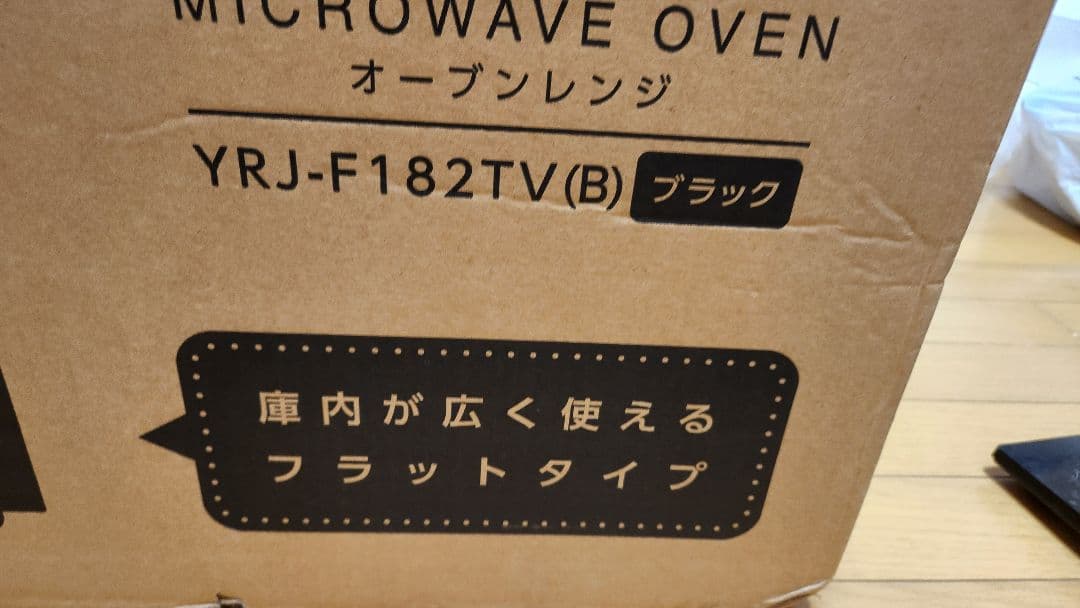 MICROWAVE OVEN
オーブンレンジ
YRJ-F182TV(B) ブラック
庫内が広く使える
フラットタイプ